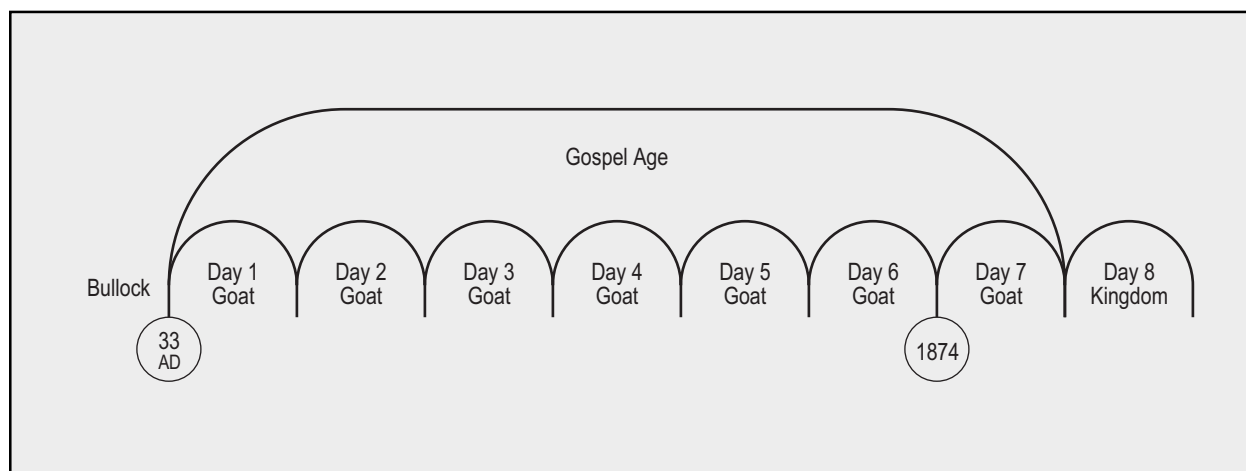 Gospel Age
Bullock
Day 1
Goat
Day 2
Goat
Day 3
Goat
Day 4
Goat
Day 5
Goat
Day 6
Goat
Day 7
Goat
Day 8
Kingdom
33
AD
1874